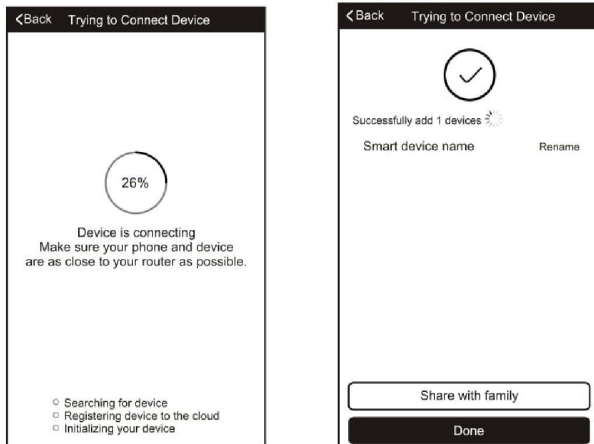 Back Trying to Connect Device
26%
Device is connecting
Make sure your phone and device
are as close to your router as possible.
Searching for device
Registering device to the cloud
Initializing your device
Back Trying to Connect Device
Successfully add 1 devices
Smart device name Rename
Share with family
Done